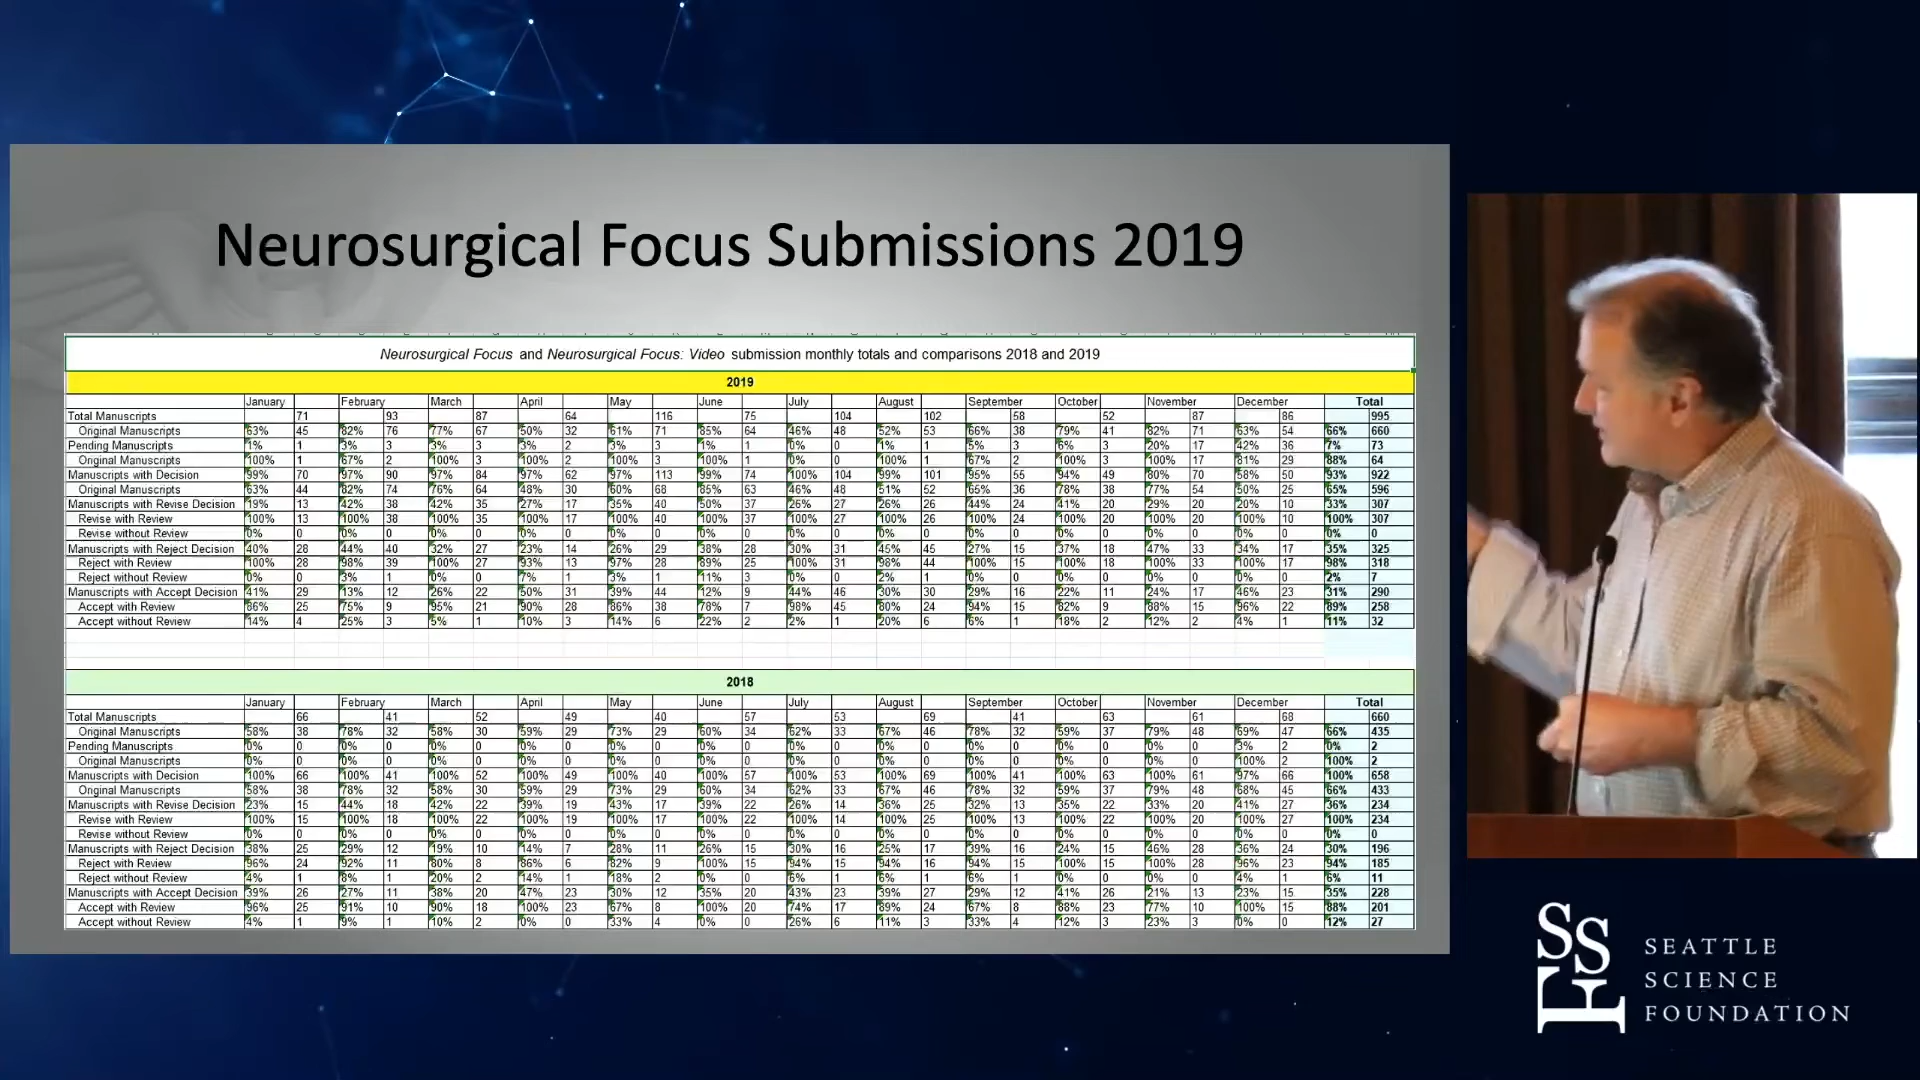 Neurosurgical Focus Submissions 2019
Neurosurgical Focus and Neurosurgical Focus: Video submission monthly totals and comparisons 2018 and 2019
2019
January February March April May June July August September October November December Total
Total Manuscripts 71 93 87 64 116 75 104 102 58 52 87 86 995
Original Manuscripts 63% 45 82% 76 77% 67 50% 32 61% 71 85% 64 46% 48 52% 53 66% 38 79% 41 82% 71 63% 54 66% 660
Pending Manuscripts 1% 1 3% 3 3% 3 3% 2 3% 3 1% 1 0% 0 1% 1 5% 3 6% 3 20% 17 42% 36 7% 73
Original Manuscripts 100% 1 67% 2 100% 3 100% 2 100% 3 100% 1 0% 0 100% 1 67% 2 100% 3 100% 17 81% 29 88% 64
Manuscripts with Decision 99% 70 97% 90 97% 84 97% 62 97% 113 99% 74 100% 104 99% 101 95% 55 94% 49 80% 70 58% 50 93% 922
Original Manuscripts 63% 44 82% 74 76% 64 48% 30 60% 68 85% 63 46% 48 51% 52 65% 36 78% 38 77% 54 50% 25 65% 596
Manuscripts with Revise Decision 19% 13 42% 38 42% 35 27% 17 35% 40 50% 37 26% 27 26% 26 44% 24 41% 20 29% 20 20% 10 33% 307
Revise with Review 100% 13 100% 38 100% 35 100% 17 100% 40 100% 37 100% 27 100% 26 100% 24 100% 20 100% 20 100% 10 100% 307
Revise without Review 0% 0 0% 0 0% 0 0% 0 0% 0 0% 0 0% 0 0% 0 0% 0 0% 0 0% 0 0% 0 0% 0
Manuscripts with Reject Decision 40% 28 44% 40 32% 27 23% 14 26% 29 38% 28 30% 31 45% 45 27% 15 37% 18 47% 33 34% 17 35% 325
Reject with Review 100% 28 98% 39 100% 27 93% 13 97% 28 89% 25 100% 31 98% 44 100% 15 100% 18 100% 33 100% 17 98% 318
Reject without Review 0% 0 3% 1 0% 0 7% 1 3% 1 11% 3 0% 0 2% 1 0% 0 0% 0 0% 0 0% 0 2% 7
Manuscripts with Accept Decision 41% 29 13% 12 26% 22 50% 31 39% 44 12% 9 44% 46 30% 30 29% 16 22% 11 24% 17 46% 23 31% 290
Accept with Review 86% 25 75% 9 95% 21 90% 28 86% 38 78% 7 98% 45 80% 24 94% 15 82% 9 88% 15 96% 22 89% 258
Accept without Review 14% 4 25% 3 5% 1 10% 3 14% 6 22% 2 2% 1 20% 6 6% 1 18% 2 12% 2 4% 1 11% 32
2018
January February March April May June July August September October November December Total
Total Manuscripts 66 41 52 49 40 57 53 69 41 63 61 68 660
Original Manuscripts 58% 38 78% 32 58% 30 59% 29 73% 29 60% 34 62% 33 67% 46 78% 32 59% 37 79% 48 69% 47 66% 435
Pending Manuscripts 0% 0 0% 0 0% 0 0% 0 0% 0 0% 0 0% 0 0% 0 0% 0 0% 0 0% 0 3% 2 0% 2
Original Manuscripts 0% 0 0% 0 0% 0 0% 0 0% 0 0% 0 0% 0 0% 0 0% 0 0% 0 0% 0 100% 2 100% 2
Manuscripts with Decision 100% 66 100% 41 100% 52 100% 49 100% 40 100% 57 100% 53 100% 69 100% 41 100% 63 100% 61 97% 66 100% 658
Original Manuscripts 58% 38 78% 32 58% 30 59% 29 73% 29 60% 34 62% 33 67% 46 78% 32 59% 37 79% 48 68% 45 66% 433
Manuscripts with Revise Decision 23% 15 44% 18 42% 22 39% 19 43% 17 39% 22 26% 14 36% 25 32% 13 35% 22 33% 20 41% 27 36% 234
Revise with Review 100% 15 100% 18 100% 22 100% 19 100% 17 100% 22 100% 14 100% 25 100% 13 100% 22 100% 20 100% 27 100% 234
Revise without Review 0% 0 0% 0 0% 0 0% 0 0% 0 0% 0 0% 0 0% 0 0% 0 0% 0 0% 0 0% 0 0% 0
Manuscripts with Reject Decision 38% 25 29% 12 19% 10 14% 7 28% 11 26% 15 30% 16 25% 17 39% 16 24% 15 46% 28 36% 24 30% 196
Reject with Review 96% 24 92% 11 80% 8 86% 6 82% 9 100% 15 94% 15 94% 16 94% 15 100% 15 100% 28 96% 23 94% 185
Reject without Review 4% 1 8% 1 20% 2 14% 1 18% 2 0% 0 6% 1 6% 1 6% 1 0% 0 0% 0 4% 1 6% 11
Manuscripts with Accept Decision 39% 26 27% 11 38% 20 47% 23 30% 12 35% 20 43% 23 39% 27 29% 12 41% 26 21% 13 23% 15 35% 228
Accept with Review 96% 25 91% 10 90% 18 100% 23 67% 8 100% 20 74% 17 89% 24 67% 8 88% 23 77% 10 100% 15 88% 201
Accept without Review 4% 1 9% 1 10% 2 0% 0 33% 4 0% 0 26% 6 11% 3 33% 4 12% 3 23% 3 0% 0 12% 27
SSF
SEATTLE
SCIENCE
FOUNDATION